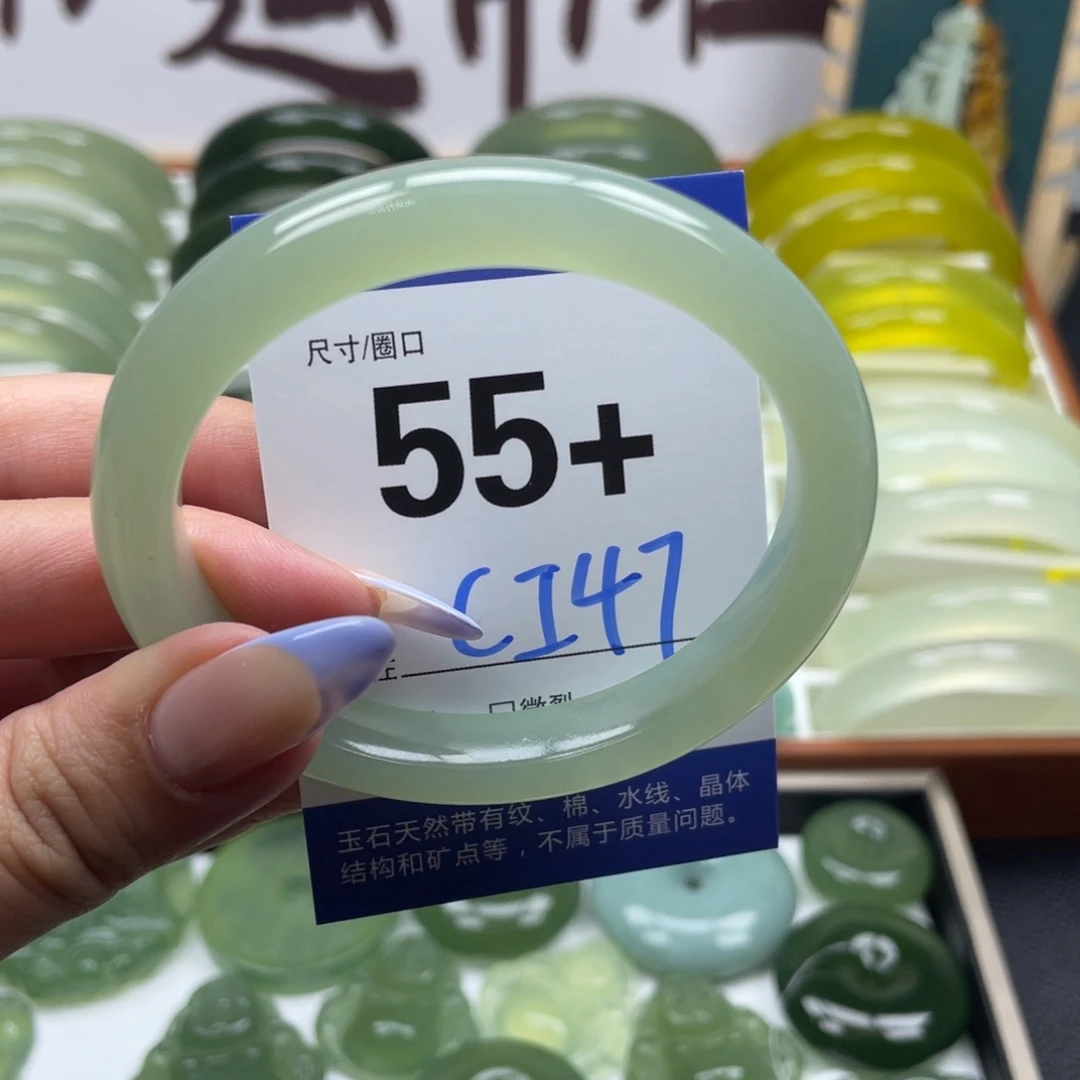 尺寸/圈口
55+
CI47
玉石天然带有纹、棉、水线、晶体
结构和矿点等，不属于质量问题。